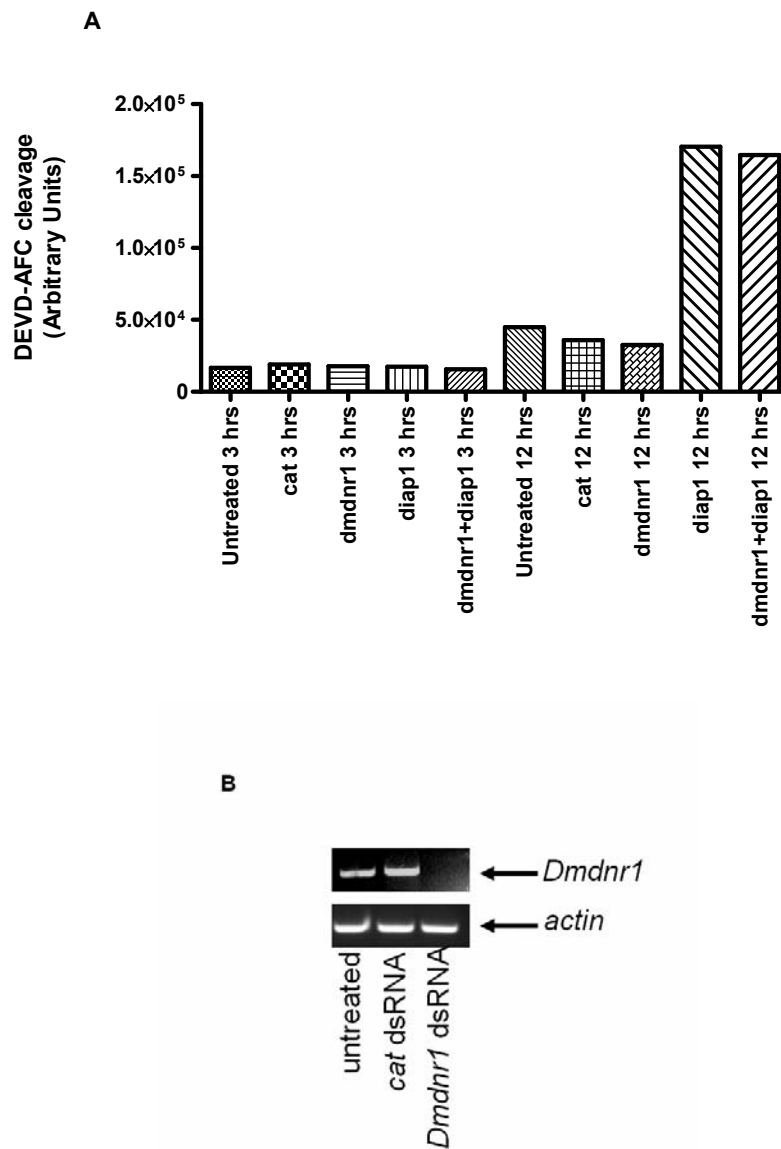 A
DEVD-AFC cleavage
(Arbitrary Units)
2.0×10⁵
1.5×10⁵
1.0×10⁵
5.0×10⁴
0
Untreated 3 hrs
cat 3 hrs
dmdnr1 3 hrs
diap1 3 hrs
dmdnr1+diap1 3 hrs
Untreated 12 hrs
cat 12 hrs
dmdnr1 12 hrs
diap1 12 hrs
dmdnr1+diap1 12 hrs
B
Dmdnr1
actin
untreated
cat dsRNA
Dmdnr1 dsRNA